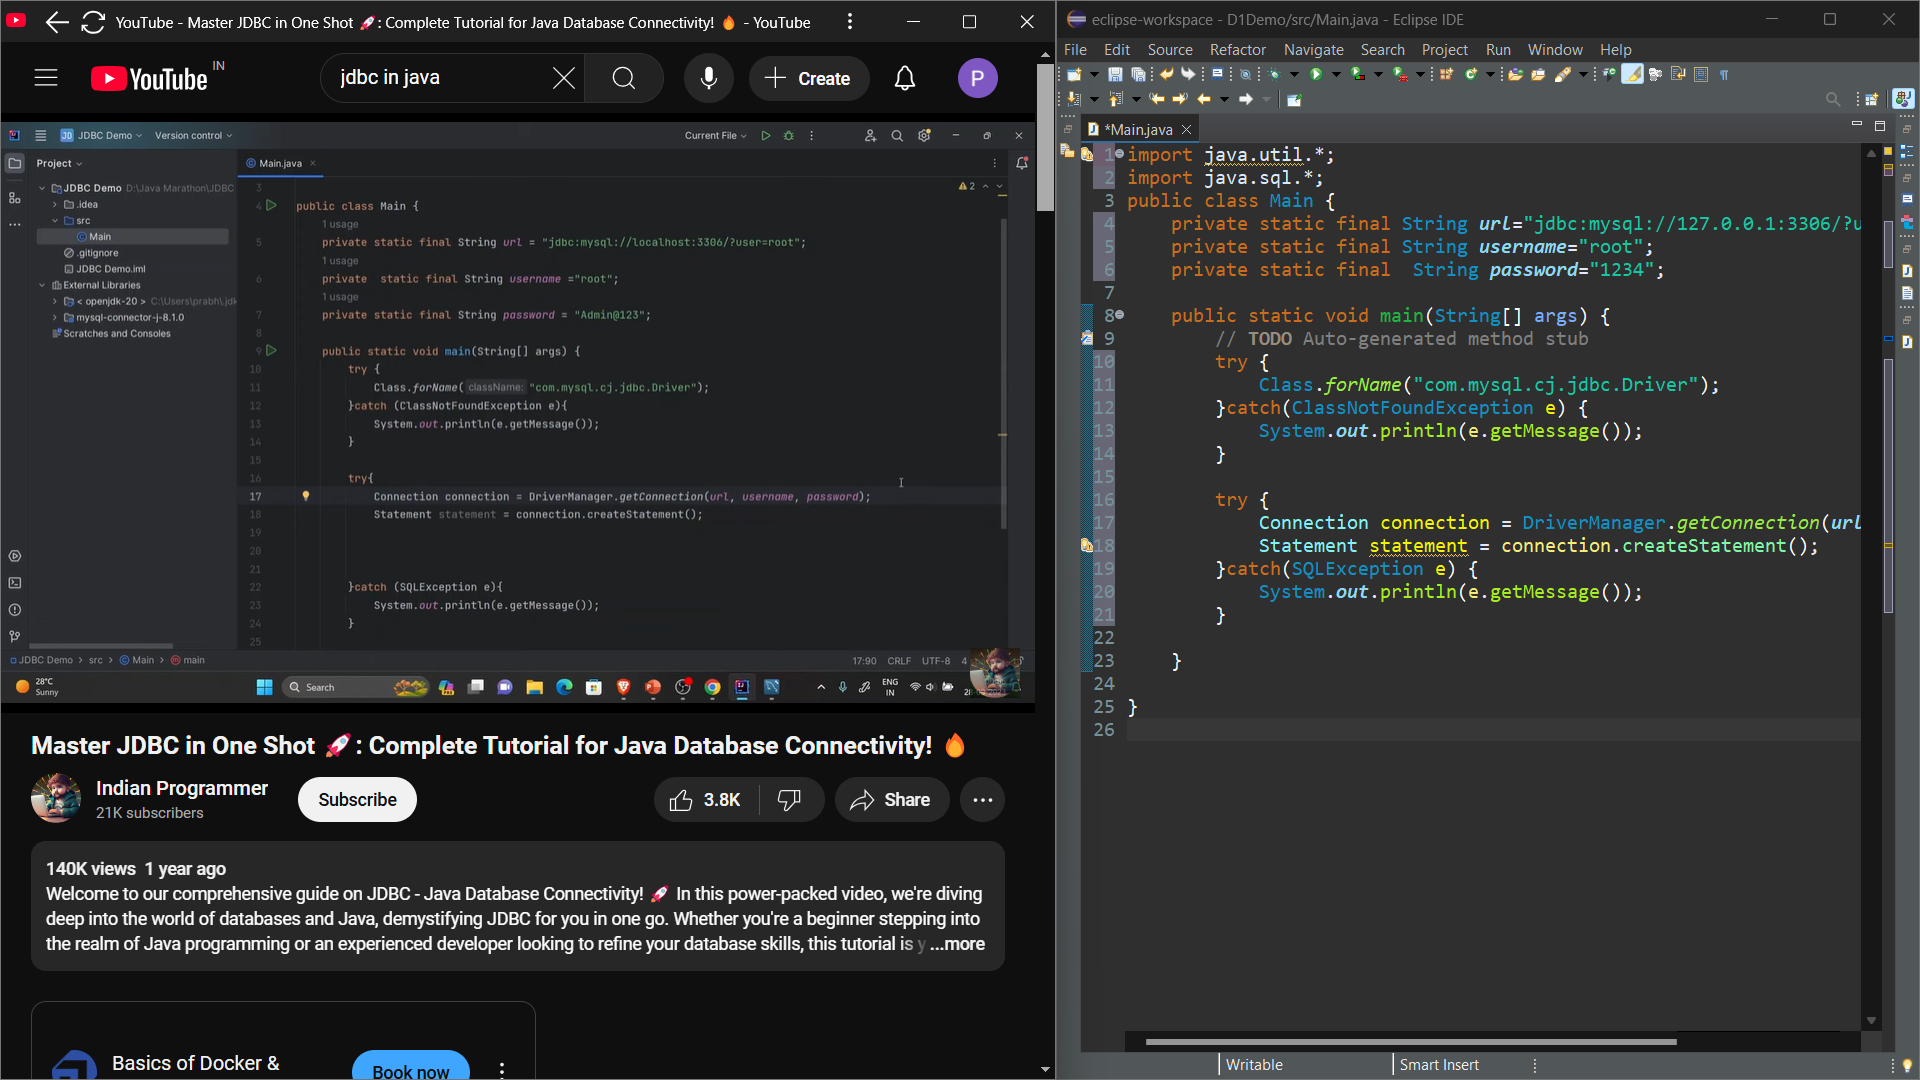 YouTube - Master JDBC in One Shot 🚀: Complete Tutorial for Java Database Connectivity! 🔥 - YouTube
YouTube IN
jdbc in java
Create
P
JD JDBC Demo
Version control
Current File
Project
Main.java
JDBC Demo D:\Java Marathon\JDBC
.idea
src
Main
.gitignore
JDBC Demo.iml
External Libraries
< openjdk-20 > C:\Users\prabh\.jdk
mysql-connector-j-8.1.0
Scratches and Consoles
2
3
4 public class Main {
1 usage
5 private static final String url = "jdbc:mysql://localhost:3306/?user=root";
1 usage
6 private  static final String username ="root";
1 usage
7 private static final String password = "Admin@123";
8
9 public static void main(String[] args) {
10 try {
11 Class.forName( className: "com.mysql.cj.jdbc.Driver");
12 }catch (ClassNotFoundException e){
13 System.out.println(e.getMessage());
14 }
15
16 try{
17 Connection connection = DriverManager.getConnection(url, username, password);
18 Statement statement = connection.createStatement();
19
20
21
22 }catch (SQLException e){
23 System.out.println(e.getMessage());
24 }
25
JDBC Demo > src > Main > main
17:90 CRLF UTF-8 4
28°C
Sunny
Search
ENG
IN
Master JDBC in One Shot 🚀: Complete Tutorial for Java Database Connectivity! 🔥
Indian Programmer
21K subscribers
Subscribe
3.8K
Share
140K views 1 year ago
Welcome to our comprehensive guide on JDBC - Java Database Connectivity! 🚀 In this power-packed video, we're diving
deep into the world of databases and Java, demystifying JDBC for you in one go. Whether you're a beginner stepping into
the realm of Java programming or an experienced developer looking to refine your database skills, this tutorial is y ...more
Basics of Docker &
Book now
eclipse-workspace - D1Demo/src/Main.java - Eclipse IDE
File Edit Source Refactor Navigate Search Project Run Window Help
*Main.java
1 import java.util.*;
2 import java.sql.*;
3 public class Main {
4 private static final String url="jdbc:mysql://127.0.0.1:3306/?u
5 private static final String username="root";
6 private static final  String password="1234";
7
8 public static void main(String[] args) {
9 // TODO Auto-generated method stub
10 try {
11 Class.forName("com.mysql.cj.jdbc.Driver");
12 }catch(ClassNotFoundException e) {
13 System.out.println(e.getMessage());
14 }
15
16 try {
17 Connection connection = DriverManager.getConnection(url
18 Statement statement = connection.createStatement();
19 }catch(SQLException e) {
20 System.out.println(e.getMessage());
21 }
22
23 }
24
25 }
26
Writable
Smart Insert